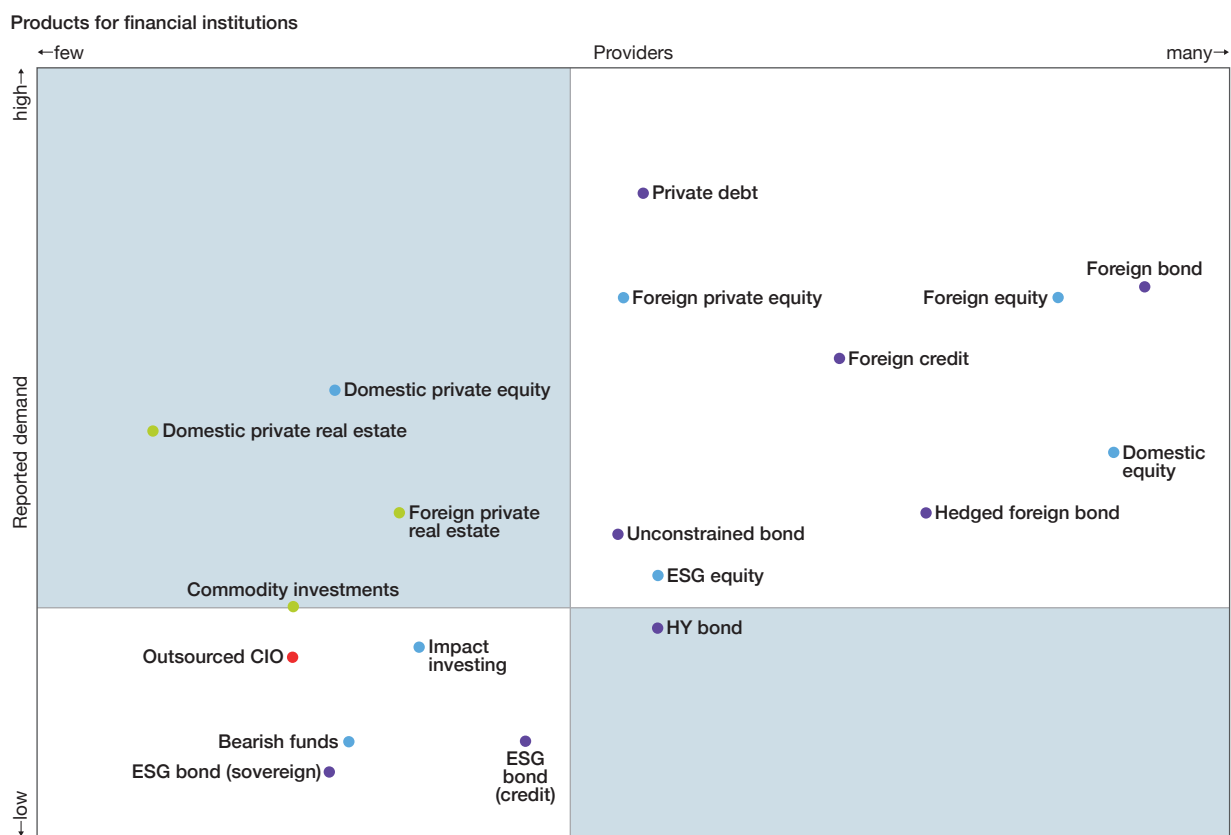 Products for financial institutions
←few
Providers
many→
high→
Reported demand
←low
Private debt
Foreign bond
Foreign private equity
Foreign equity
Foreign credit
Domestic private equity
Domestic private real estate
Domestic
equity
Foreign private
real estate
Hedged foreign bond
Unconstrained bond
ESG equity
Commodity investments
HY bond
Impact
investing
Outsourced CIO
Bearish funds
ESG bond (sovereign)
ESG
bond
(credit)